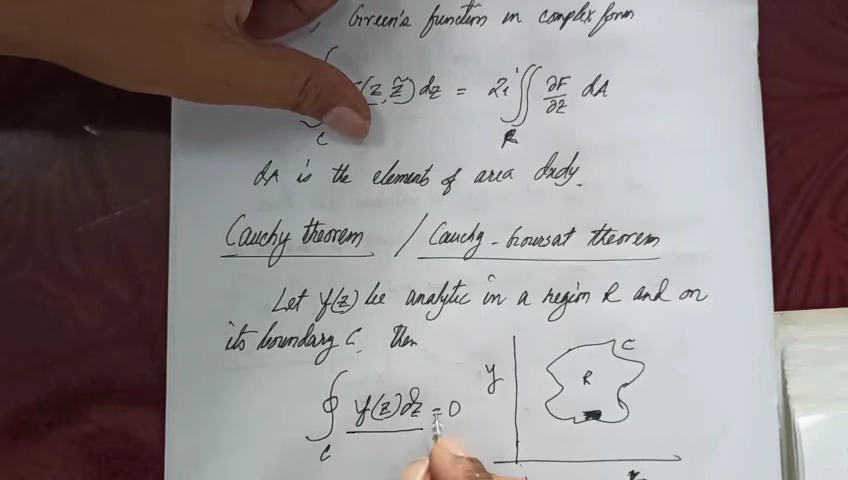 Green's function in complex form
(z, z̃) dz = 2i ∬ ∂F/∂z dA
C R
dA is the element of area dxdy.
Cauchy theorem / Cauchy-Goursat theorem
Let f(z) be analytic in a region R and on
its boundary C. then
∮ f(z)dz = 0
C
y
R
C
x